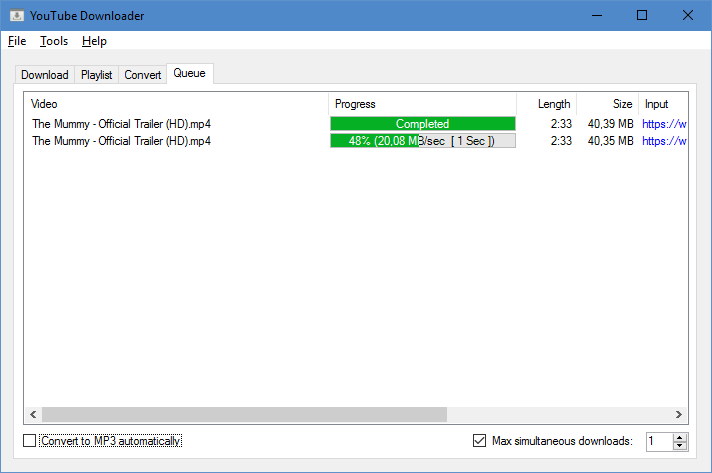 YouTube Downloader
File Tools Help
Download Playlist Convert Queue
Video Progress Length Size Input
The Mummy - Official Trailer (HD).mp4 Completed 2:33 40,39 MB https://w
The Mummy - Official Trailer (HD).mp4 48% (20,08 MB/sec [ 1 Sec ]) 2:33 40,35 MB https://w
Convert to MP3 automatically Max simultaneous downloads: 1